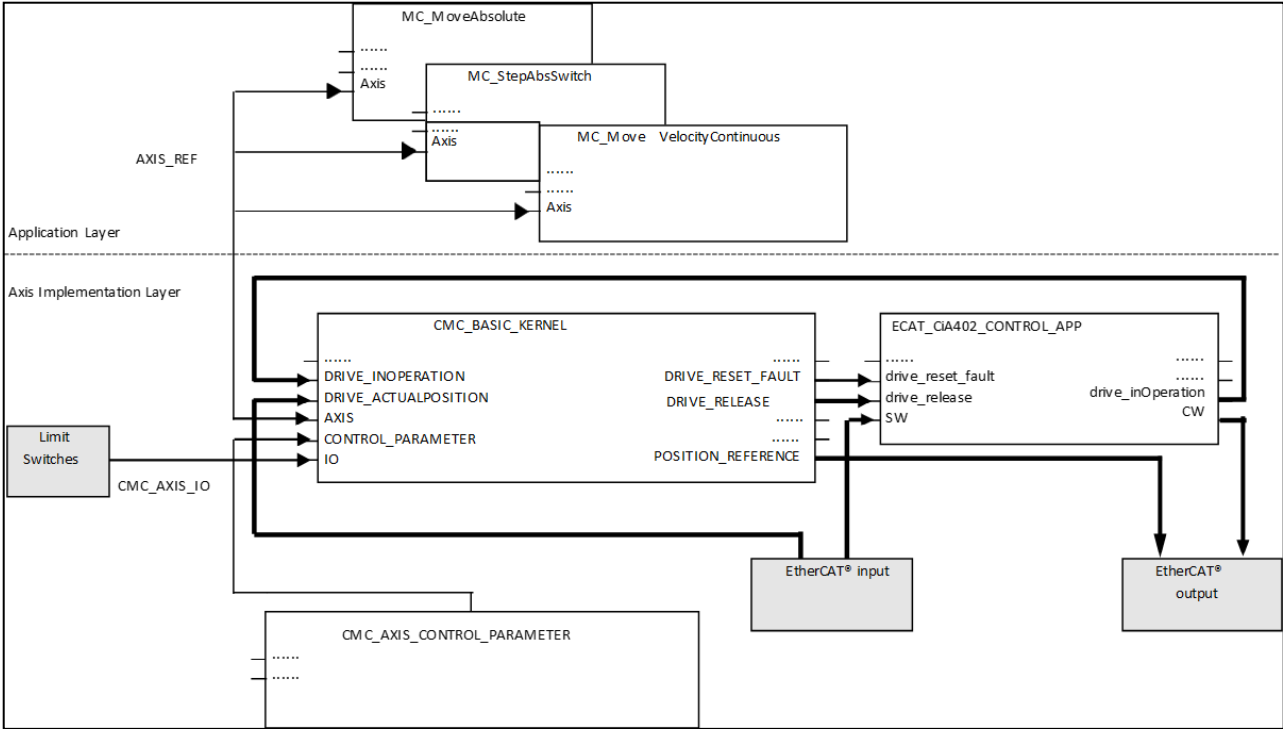 MC_MoveAbsolute
......
......
Axis
MC_StepAbsSwitch
......
......
Axis
MC_Move VelocityContinuous
......
......
Axis
AXIS_REF
Application Layer
Axis Implementation Layer
CMC_BASIC_KERNEL
......
DRIVE_INOPERATION
DRIVE_ACTUALPOSITION
AXIS
CONTROL_PARAMETER
IO
......
DRIVE_RESET_FAULT
DRIVE_RELEASE
......
......
POSITION_REFERENCE
ECAT_CiA402_CONTROL_APP
......
drive_reset_fault
drive_release
SW
......
......
drive_inOperation
CW
Limit
Switches
CMC_AXIS_IO
EtherCAT® input
EtherCAT®
output
CMC_AXIS_CONTROL_PARAMETER
......
......